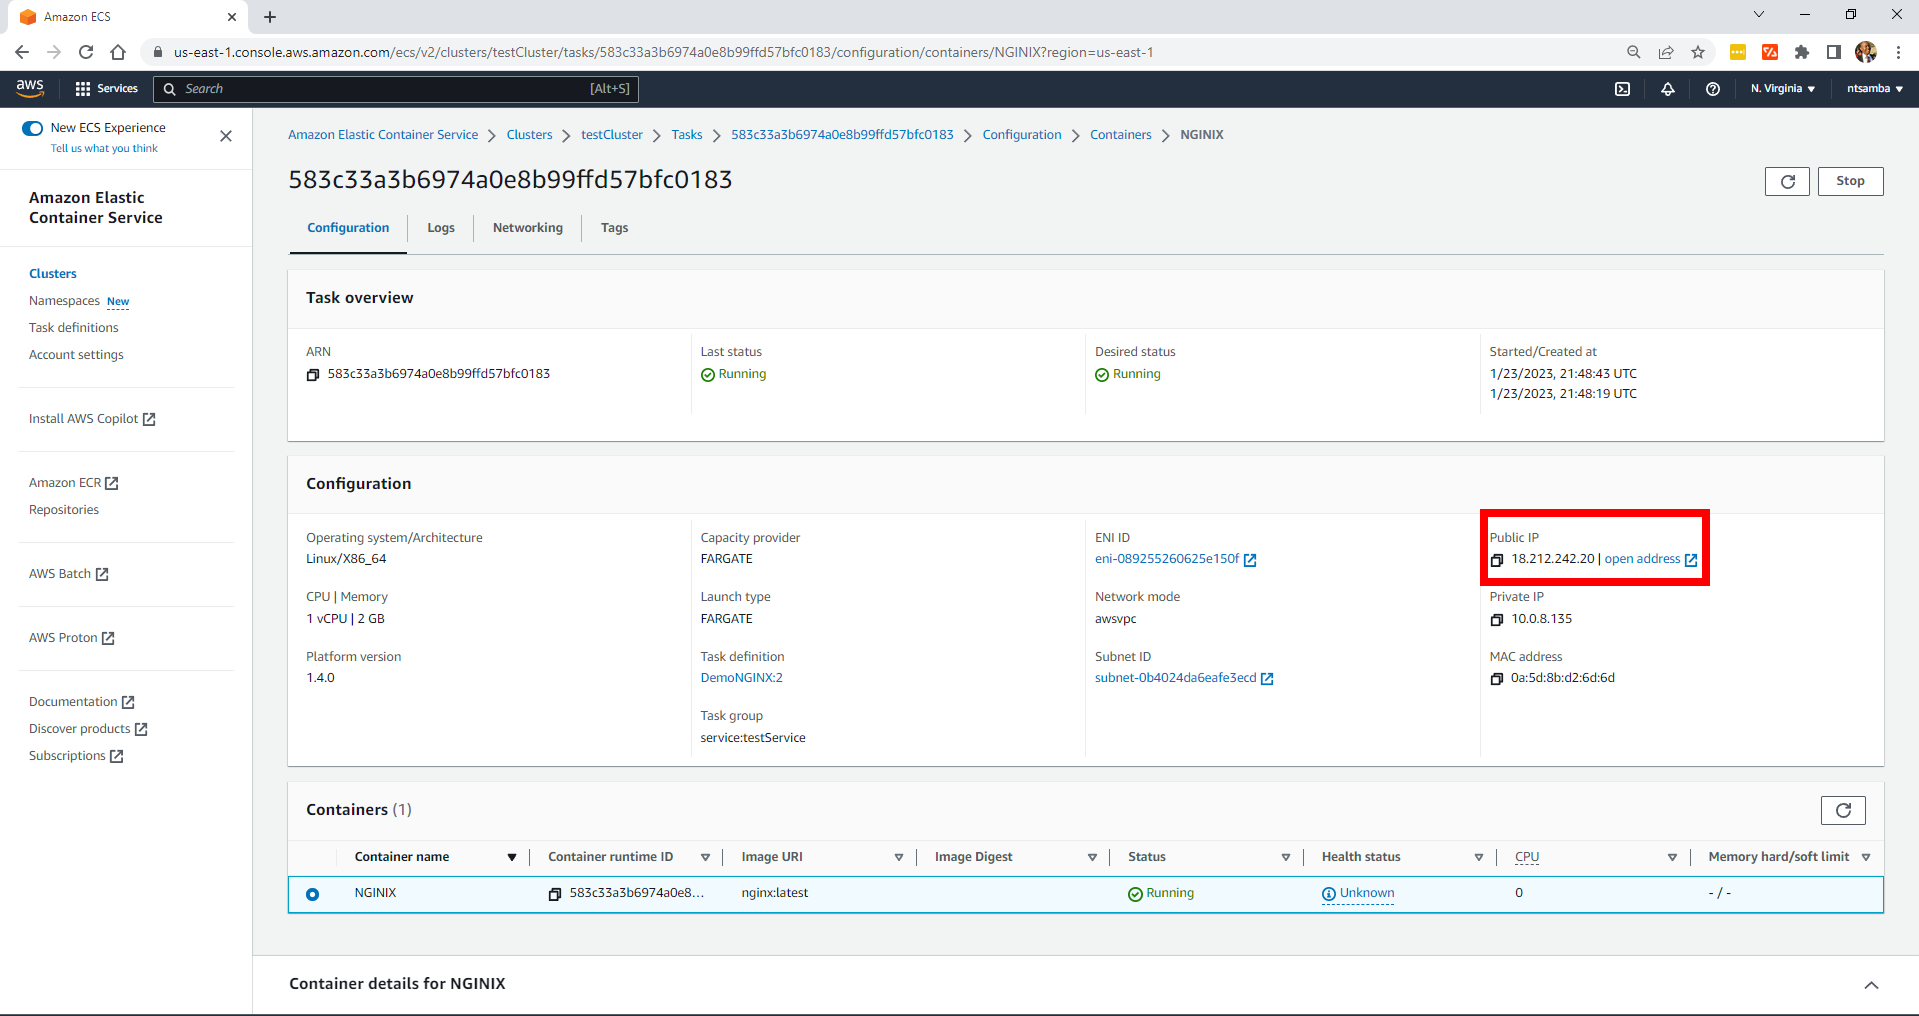 Amazon ECS
us-east-1.console.aws.amazon.com/ecs/v2/clusters/testCluster/tasks/583c33a3b6974a0e8b99ffd57bfc0183/configuration/containers/NGINIX?region=us-east-1
aws Services Search [Alt+S] N. Virginia ntsamba
New ECS Experience
Tell us what you think
Amazon Elastic
Container Service
Clusters
Namespaces New
Task definitions
Account settings
Install AWS Copilot
Amazon ECR
Repositories
AWS Batch
AWS Proton
Documentation
Discover products
Subscriptions
Amazon Elastic Container Service Clusters testCluster Tasks 583c33a3b6974a0e8b99ffd57bfc0183 Configuration Containers NGINIX
583c33a3b6974a0e8b99ffd57bfc0183
Stop
Configuration Logs Networking Tags
Task overview
ARN
583c33a3b6974a0e8b99ffd57bfc0183
Last status
Running
Desired status
Running
Started/Created at
1/23/2023, 21:48:43 UTC
1/23/2023, 21:48:19 UTC
Configuration
Operating system/Architecture
Linux/X86_64
CPU | Memory
1 vCPU | 2 GB
Platform version
1.4.0
Capacity provider
FARGATE
Launch type
FARGATE
Task definition
DemoNGINX:2
Task group
service:testService
ENI ID
eni-089255260625e150f
Network mode
awsvpc
Subnet ID
subnet-0b4024da6eafe3ecd
Public IP
18.212.242.20 | open address
Private IP
10.0.8.135
MAC address
0a:5d:8b:d2:6d:6d
Containers (1)
Container name Container runtime ID Image URI Image Digest Status Health status CPU Memory hard/soft limit
NGINIX 583c33a3b6974a0e8... nginx:latest Running Unknown 0 - / -
Container details for NGINIX